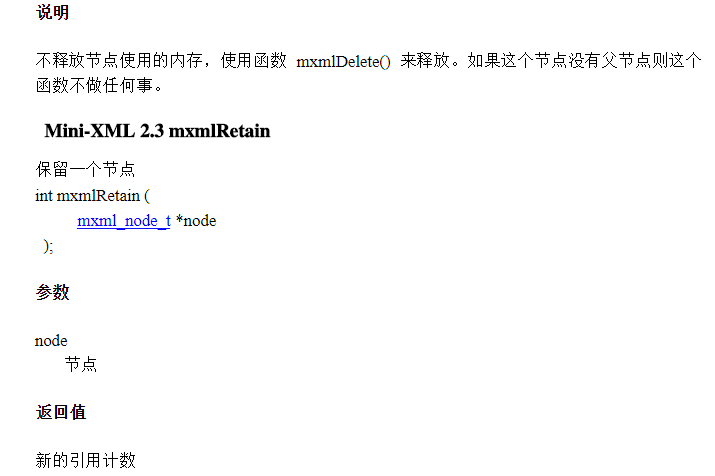 说明
不释放节点使用的内存，使用函数 mxmlDelete() 来释放。如果这个节点没有父节点则这个
函数不做任何事。
Mini-XML 2.3 mxmlRetain
保留一个节点
int mxmlRetain (
mxml_node_t *node
);
参数
node
节点
返回值
新的引用计数